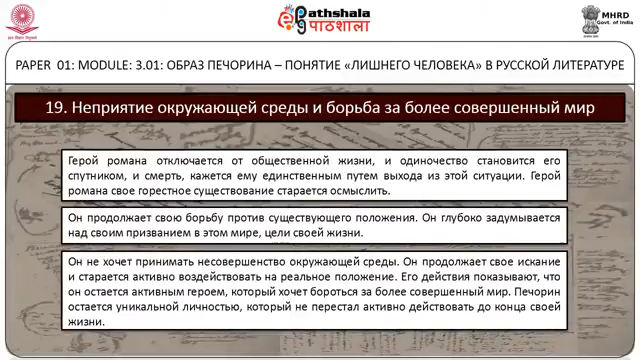 Pathshala
पाठशाला
MHRD
Govt. of India
PAPER 01: MODULE: 3.01: ОБРАЗ ПЕЧОРИНА – ПОНЯТИЕ «ЛИШНЕГО ЧЕЛОВЕКА» В РУССКОЙ ЛИТЕРАТУРЕ
19. Неприятие окружающей среды и борьба за более совершенный мир
Герой романа отключается от общественной жизни, и одиночество становится его
спутником, и смерть, кажется ему единственным путем выхода из этой ситуации. Герой
романа свое горестное существование старается осмыслить.
Он продолжает свою борьбу против существующего положения. Он глубоко задумывается
над своим призванием в этом мире, цели своей жизни.
Он не хочет принимать несовершенство окружающей среды. Он продолжает свое искание
и старается активно воздействовать на реальное положение. Его действия показывают, что
он остается активным героем, который хочет бороться за более совершенный мир. Печорин
остается уникальной личностью, который не перестал активно действовать до конца своей
жизни.